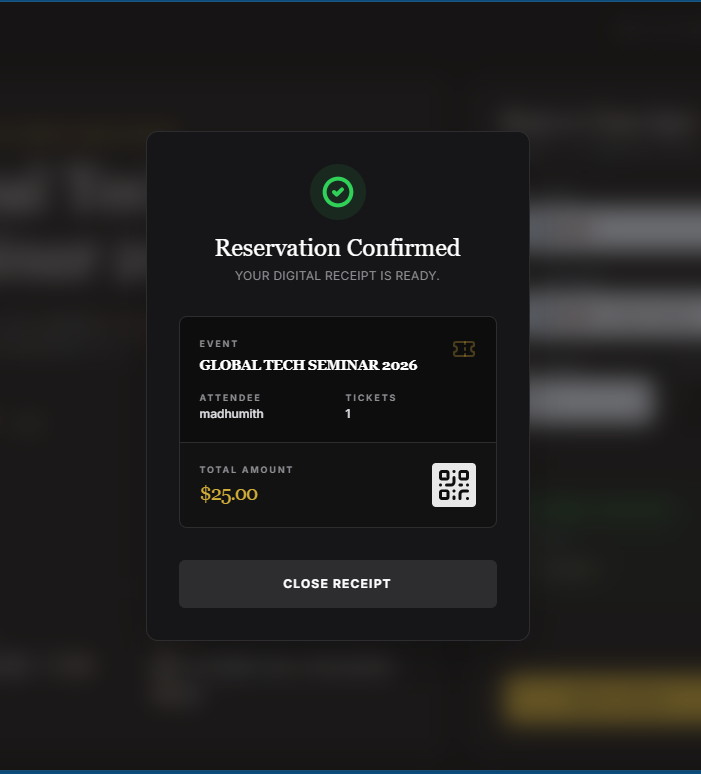 Reservation Confirmed
YOUR DIGITAL RECEIPT IS READY.
EVENT
GLOBAL TECH SEMINAR 2026
ATTENDEE TICKETS
madhumith 1
TOTAL AMOUNT
$25.00
CLOSE RECEIPT